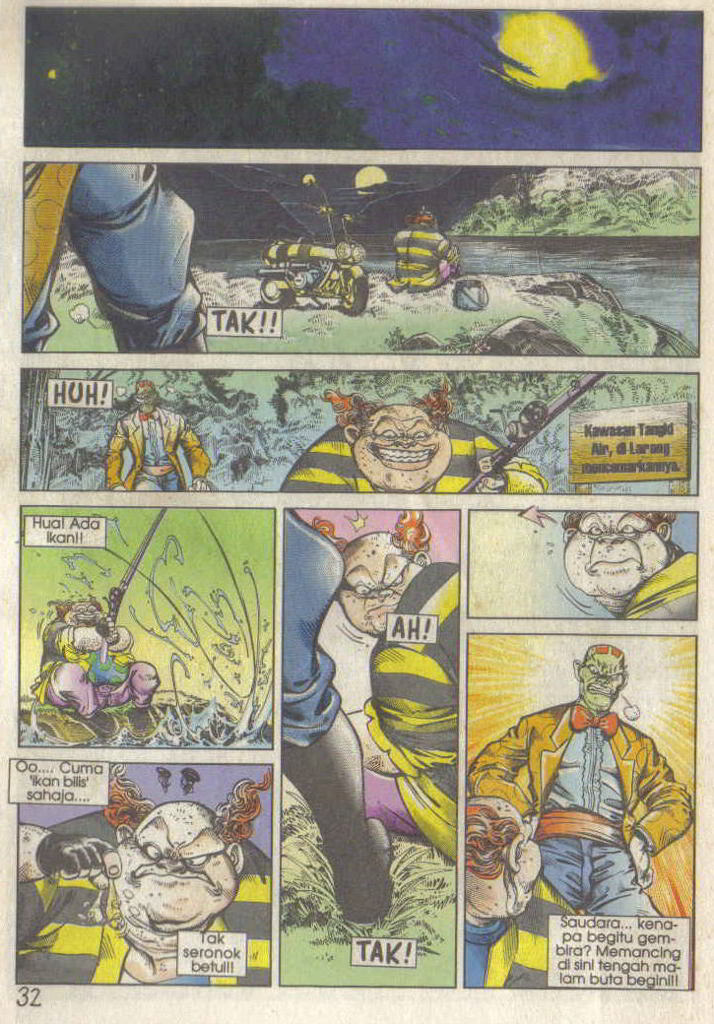 TAK!!
HUH!
Kawasan Tangki
Air, di Larang
mencemarkannya.
Hua! Ada
ikan!!
AH!
Oo.... Cuma
'ikan bilis'
sahaja....
Tak
seronok
betul!!
TAK!
Saudara... kena-
pa begitu gem-
bira? Memancing
di sini tengah ma-
lam buta begini!!
32